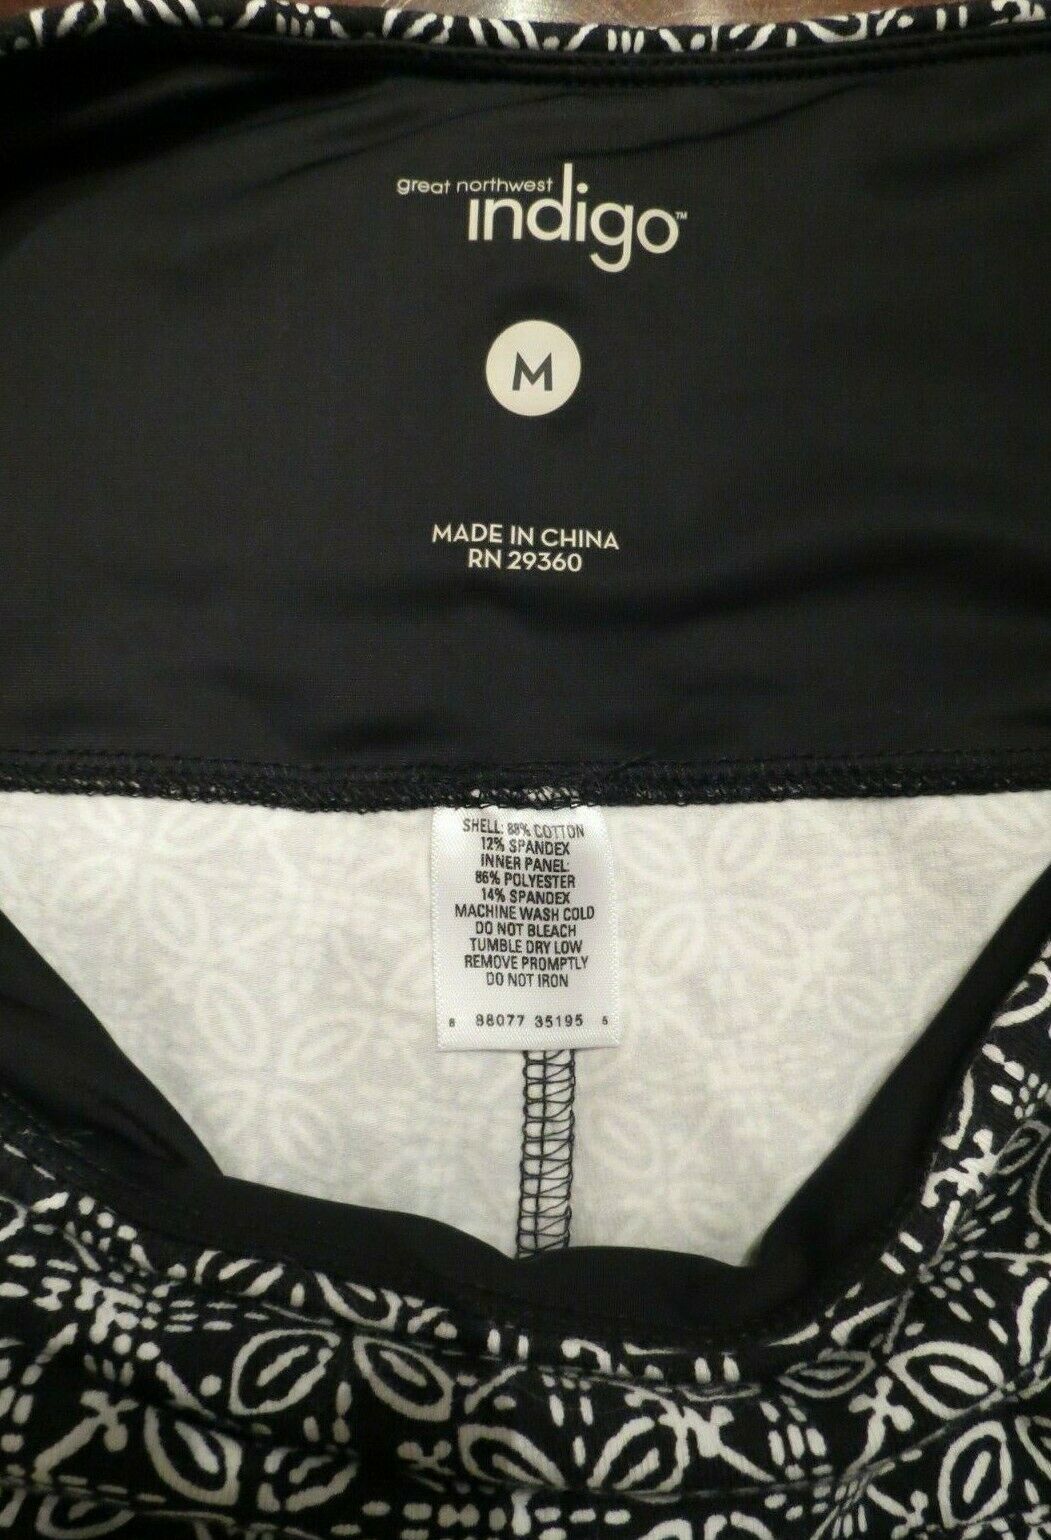 great northwest
indigo™
M
MADE IN CHINA
RN 29360
SHELL: 88% COTTON
12% SPANDEX
INNER PANEL:
86% POLYESTER
14% SPANDEX
MACHINE WASH COLD
DO NOT BLEACH
TUMBLE DRY LOW
REMOVE PROMPTLY
DO NOT IRON
8 88077 35195 5